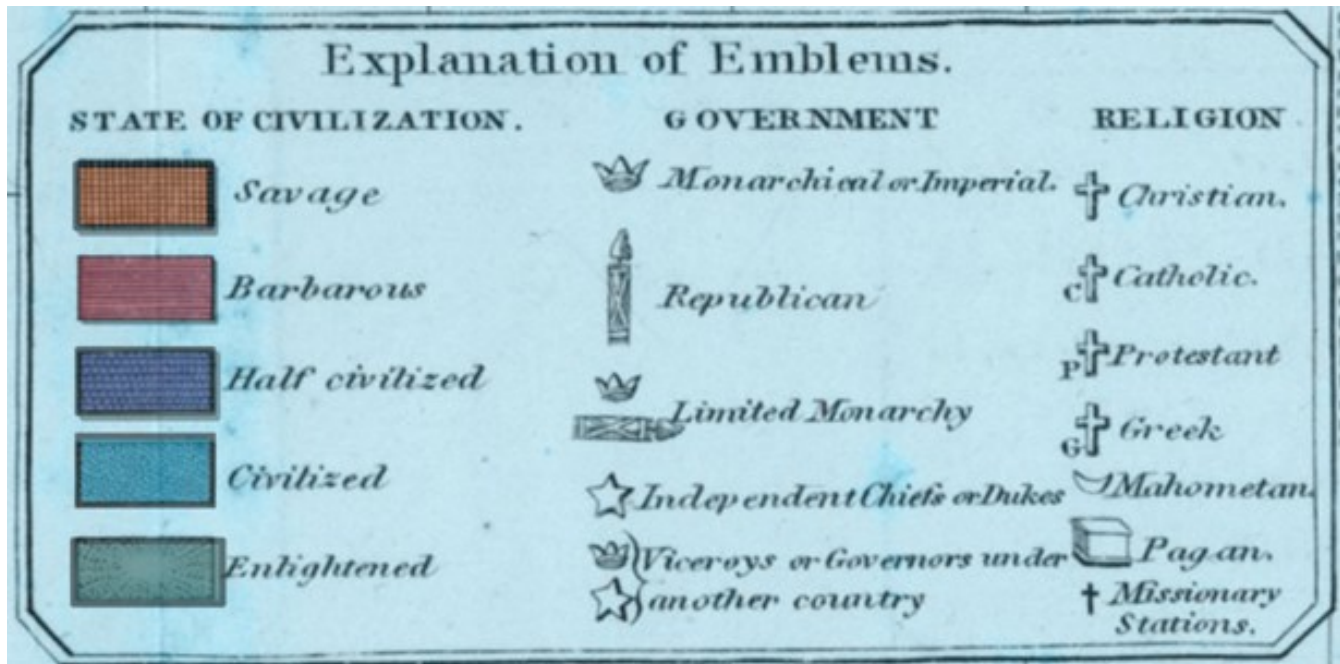 Explanation of Emblems.
STATE OF CIVILIZATION.
Savage
Barbarous
Half civilized
Civilized
Enlightened
GOVERNMENT
Monarchical or Imperial.
Republican
Limited Monarchy
Independent Chiefs or Dukes
Viceroys or Governors under
another country
RELIGION
Christian.
C Catholic.
P Protestant
G Greek
Mahometan.
Pagan.
Missionary
Stations.